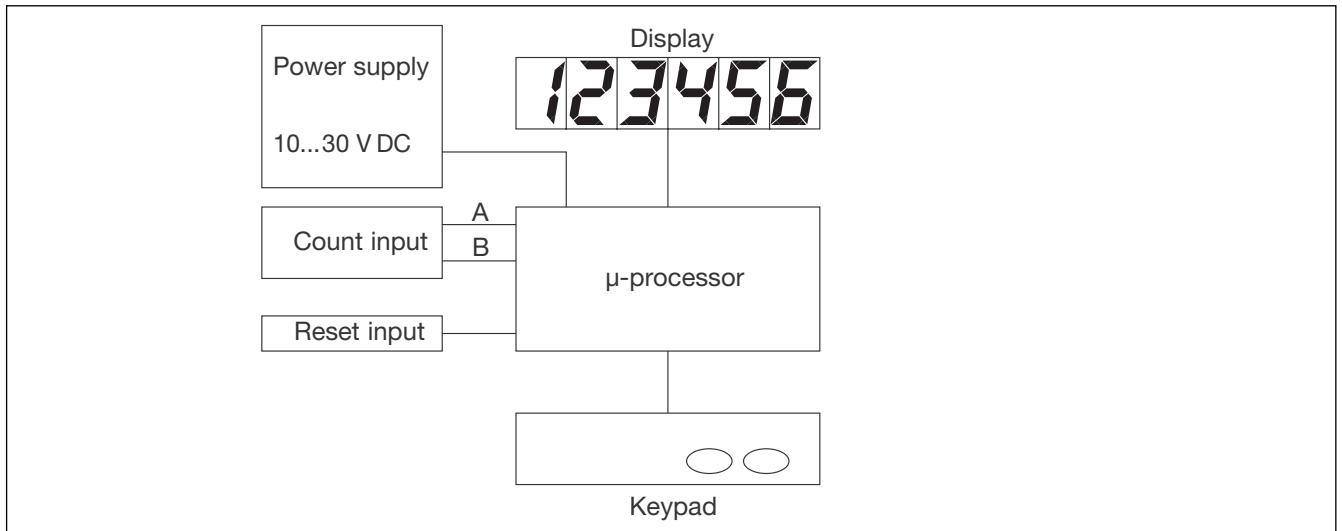 Power supply
10...30 V DC
Display
123456
A
Count input
B
µ-processor
Reset input
Keypad